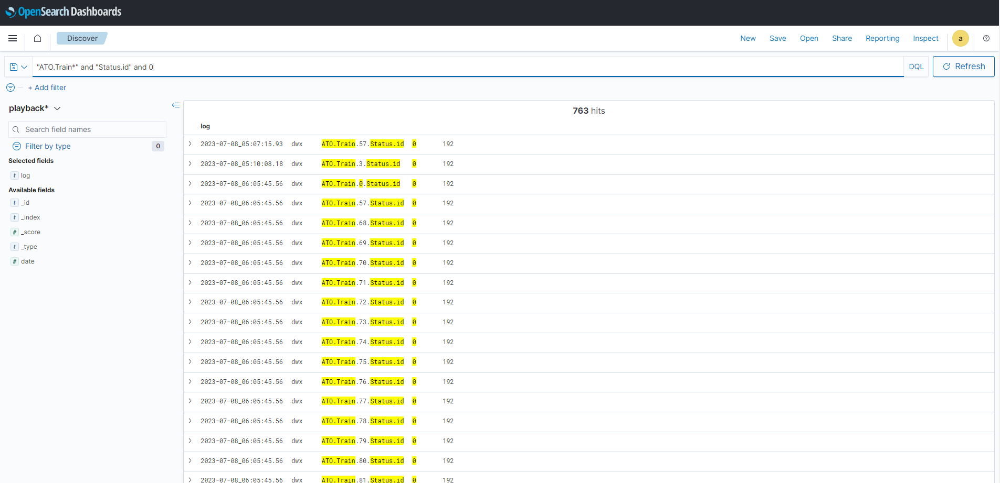 OpenSearch Dashboards
Discover New Save Open Share Reporting Inspect a
"ATO.Train*" and "Status.id" and 0 DQL Refresh
+ Add filter
playback*
Search field names
Filter by type 0
Selected fields
t log
Available fields
t _id
t _index
# _score
t _type
# date
763 hits
log
2023-07-08_05:07:15.93 dwx ATO.Train.57.Status.id 0 192
2023-07-08_05:10:08.18 dwx ATO.Train.3.Status.id 0 192
2023-07-08_06:05:45.56 dwx ATO.Train.0.Status.id 0 192
2023-07-08_06:05:45.56 dwx ATO.Train.57.Status.id 0 192
2023-07-08_06:05:45.56 dwx ATO.Train.68.Status.id 0 192
2023-07-08_06:05:45.56 dwx ATO.Train.69.Status.id 0 192
2023-07-08_06:05:45.56 dwx ATO.Train.70.Status.id 0 192
2023-07-08_06:05:45.56 dwx ATO.Train.71.Status.id 0 192
2023-07-08_06:05:45.56 dwx ATO.Train.72.Status.id 0 192
2023-07-08_06:05:45.56 dwx ATO.Train.73.Status.id 0 192
2023-07-08_06:05:45.56 dwx ATO.Train.74.Status.id 0 192
2023-07-08_06:05:45.56 dwx ATO.Train.75.Status.id 0 192
2023-07-08_06:05:45.56 dwx ATO.Train.76.Status.id 0 192
2023-07-08_06:05:45.56 dwx ATO.Train.77.Status.id 0 192
2023-07-08_06:05:45.56 dwx ATO.Train.78.Status.id 0 192
2023-07-08_06:05:45.56 dwx ATO.Train.79.Status.id 0 192
2023-07-08_06:05:45.56 dwx ATO.Train.80.Status.id 0 192
2023-07-08_06:05:45.56 dwx ATO.Train.81.Status.id 0 192